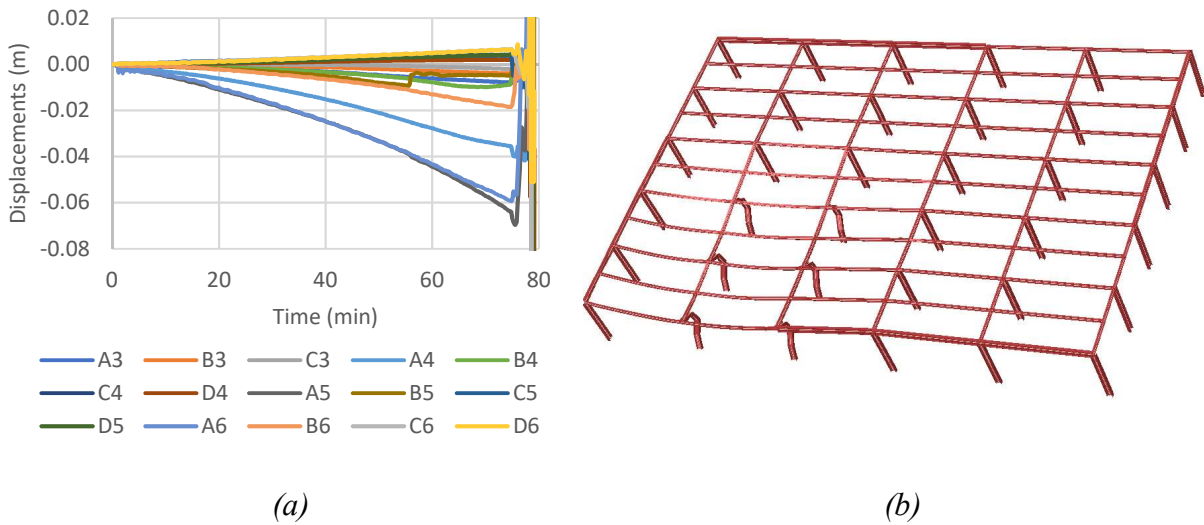 0.02
0.00
-0.02
-0.04
-0.06
-0.08
Displacements (m)
0 20 40 60 80
Time (min)
A3 B3 C3 A4 B4
C4 D4 A5 B5 C5
D5 A6 B6 C6 D6
(a) (b)